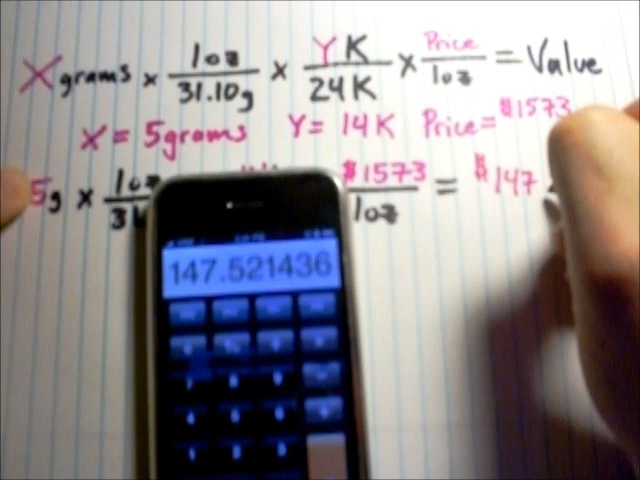 X grams x 1oz/31.10g x YK/24K x Price/1oz = Value
X = 5grams Y= 14K Price= $1573
5g x 1oz/ $1573/1oz = $147
147.521436